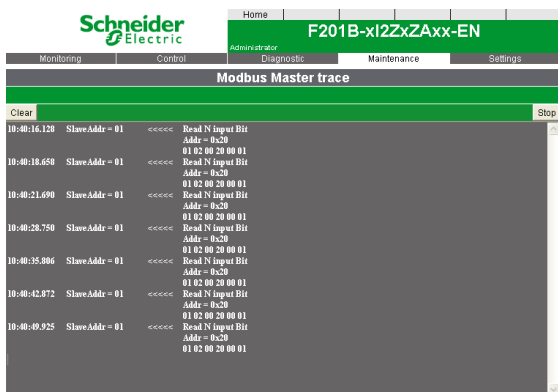 Home
Schneider
Electric
F201B-xI2ZxZAxx-EN
Administrator
Monitoring Control Diagnostic Maintenance Settings
Modbus Master trace
Clear Stop
10:40:16.128 SlaveAddr = 01 <<<<< Read N input Bit
Addr = 0x20
01 02 00 20 00 01
10:40:18.658 SlaveAddr = 01 <<<<< Read N input Bit
Addr = 0x20
01 02 00 20 00 01
10:40:21.690 SlaveAddr = 01 <<<<< Read N input Bit
Addr = 0x20
01 02 00 20 00 01
10:40:28.750 SlaveAddr = 01 <<<<< Read N input Bit
Addr = 0x20
01 02 00 20 00 01
10:40:35.806 SlaveAddr = 01 <<<<< Read N input Bit
Addr = 0x20
01 02 00 20 00 01
10:40:42.872 SlaveAddr = 01 <<<<< Read N input Bit
Addr = 0x20
01 02 00 20 00 01
10:40:49.925 SlaveAddr = 01 <<<<< Read N input Bit
Addr = 0x20
01 02 00 20 00 01